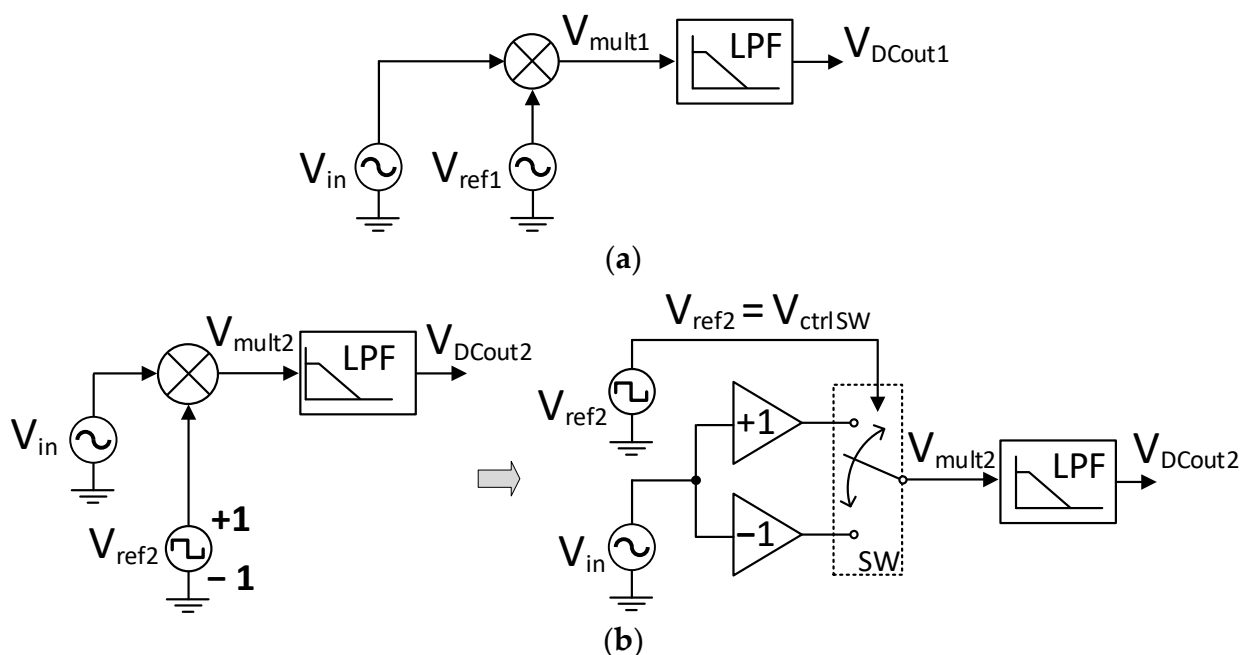 V_mult1
LPF
V_DCout1
V_in
V_ref1
(a)
V_ref2 = V_ctrlSW
V_mult2
LPF
V_DCout2
V_in
V_ref2
+1
− 1
V_ref2
+1
V_mult2
LPF
V_DCout2
−1
V_in
SW
(b)